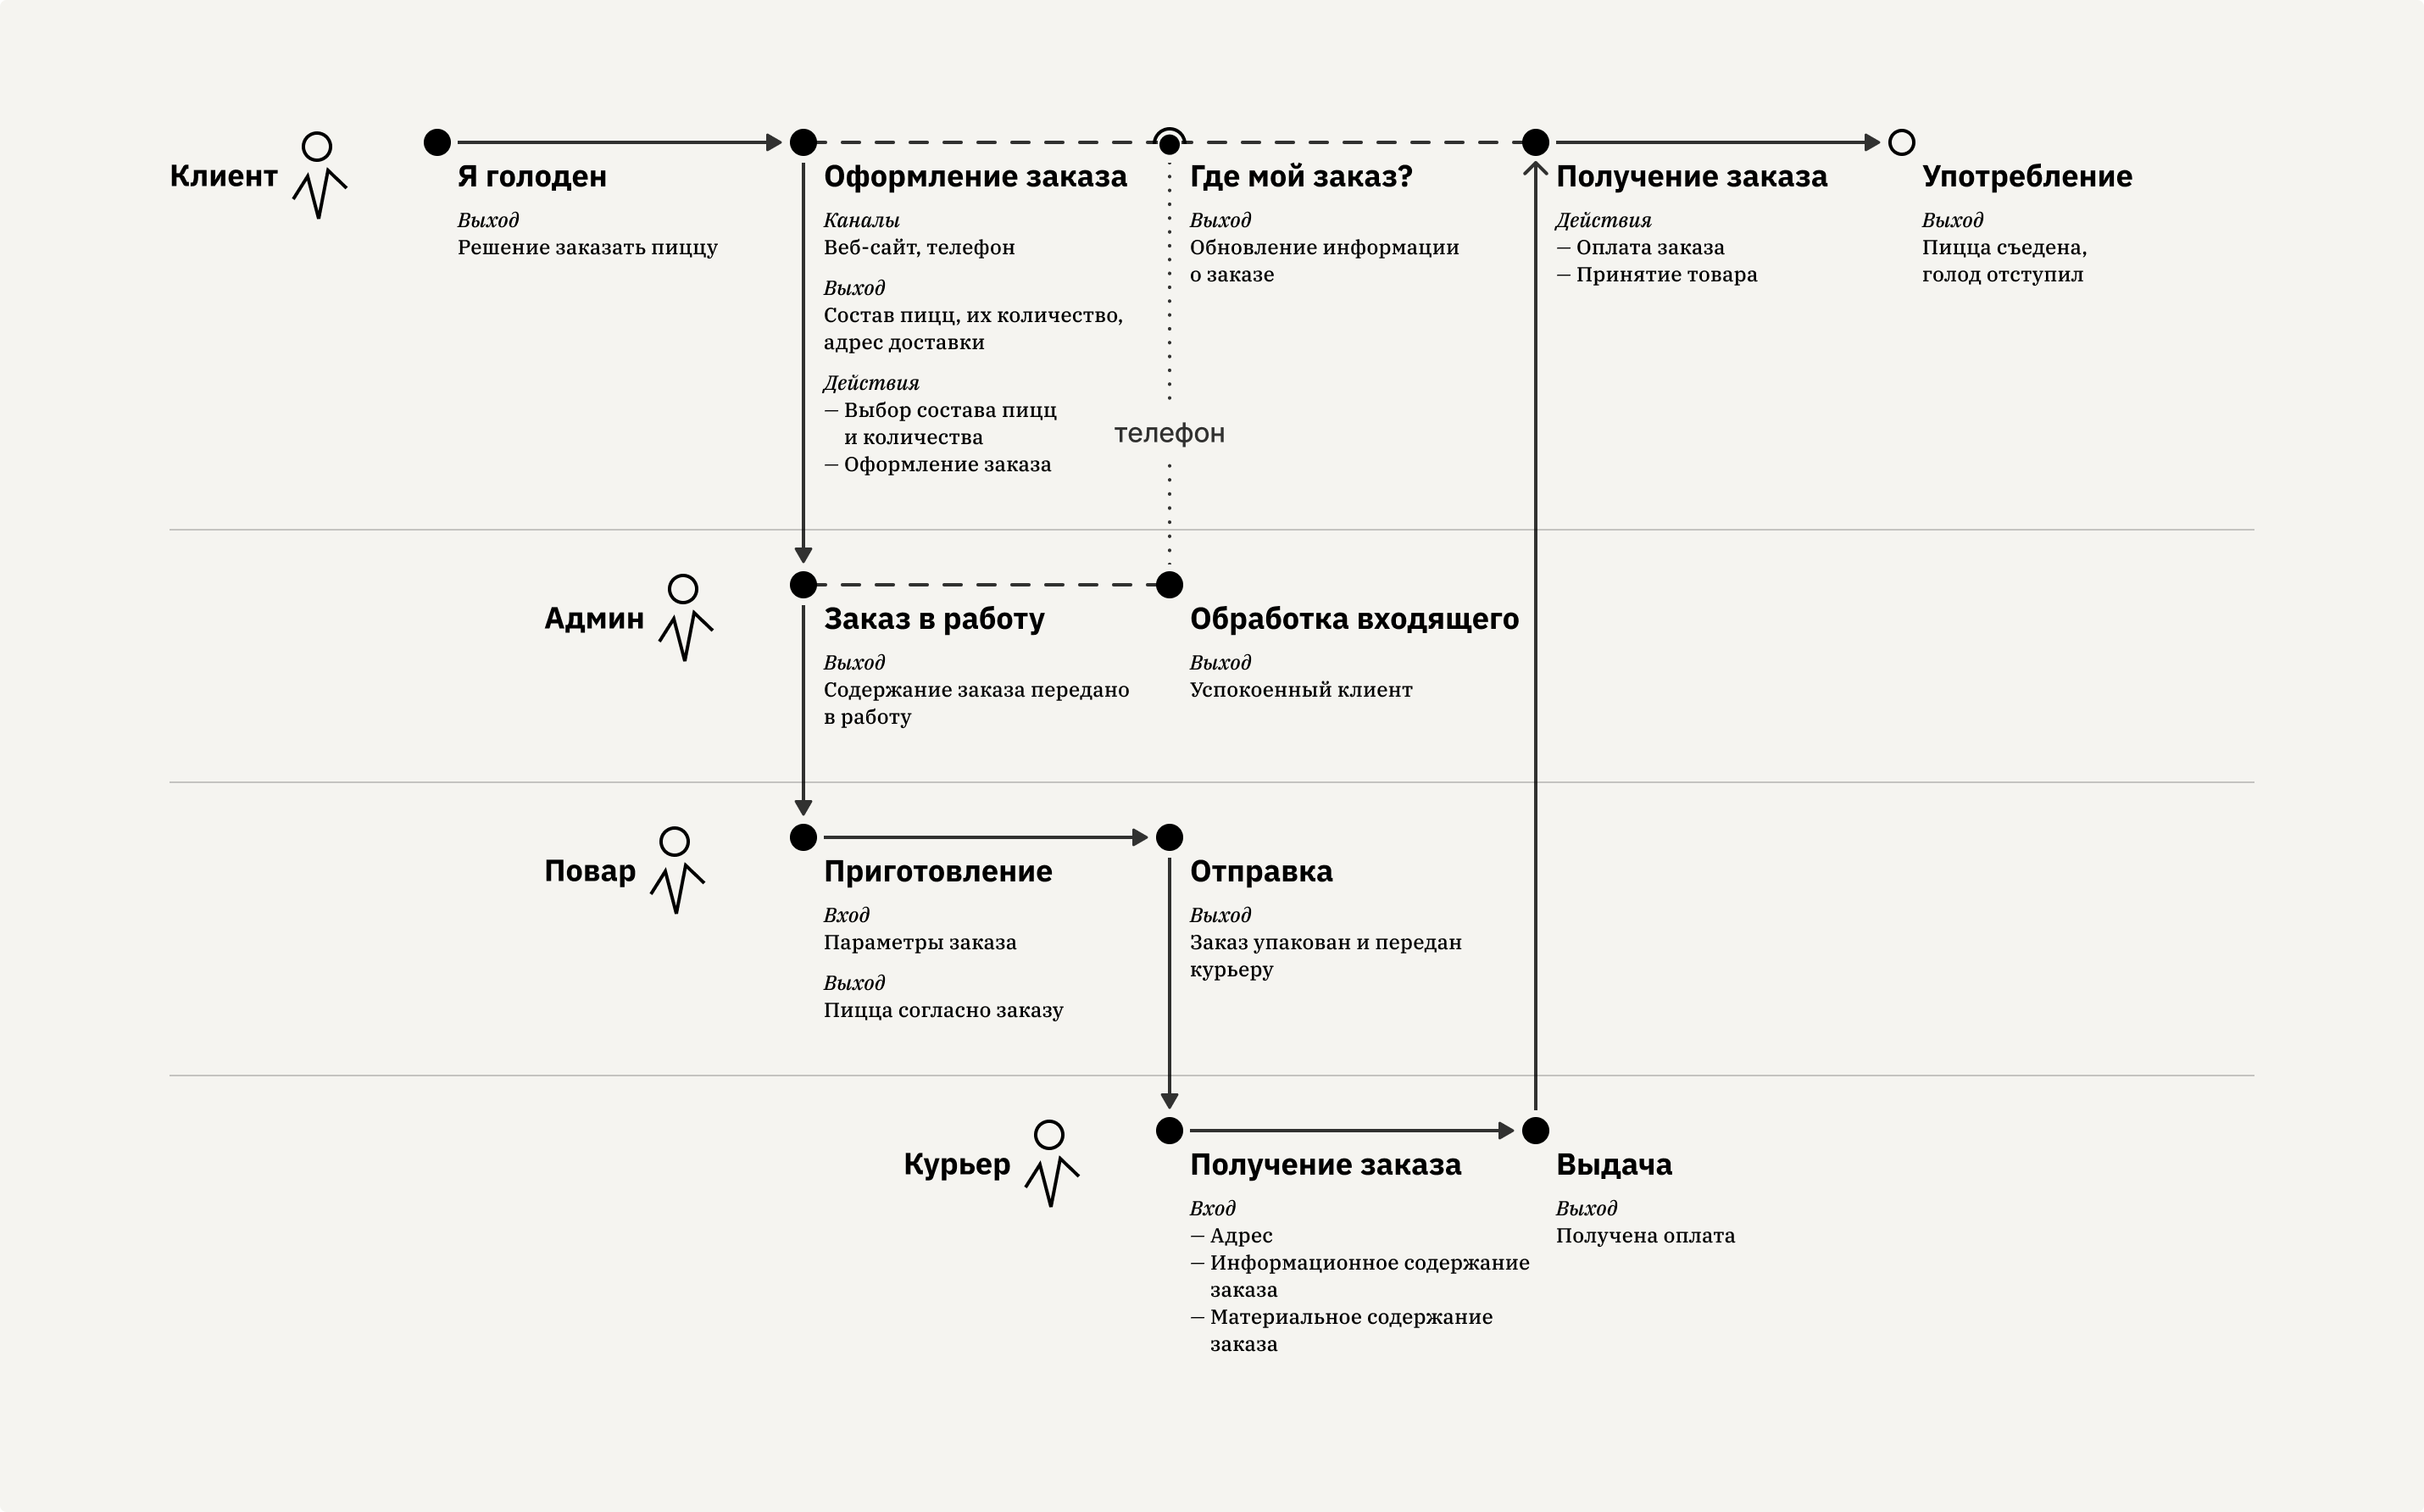 Клиент
Я голоден
Выход
Решение заказать пиццу
Оформление заказа
Каналы
Веб-сайт, телефон
Выход
Состав пицц, их количество,
адрес доставки
Действия
— Выбор состава пицц
и количества
— Оформление заказа
Где мой заказ?
Выход
Обновление информации
о заказе
телефон
Получение заказа
Действия
— Оплата заказа
— Принятие товара
Употребление
Выход
Пицца съедена,
голод отступил
Админ
Заказ в работу
Выход
Содержание заказа передано
в работу
Обработка входящего
Выход
Успокоенный клиент
Повар
Приготовление
Вход
Параметры заказа
Выход
Пицца согласно заказу
Отправка
Выход
Заказ упакован и передан
курьеру
Курьер
Получение заказа
Вход
— Адрес
— Информационное содержание
заказа
— Материальное содержание
заказа
Выдача
Выход
Получена оплата